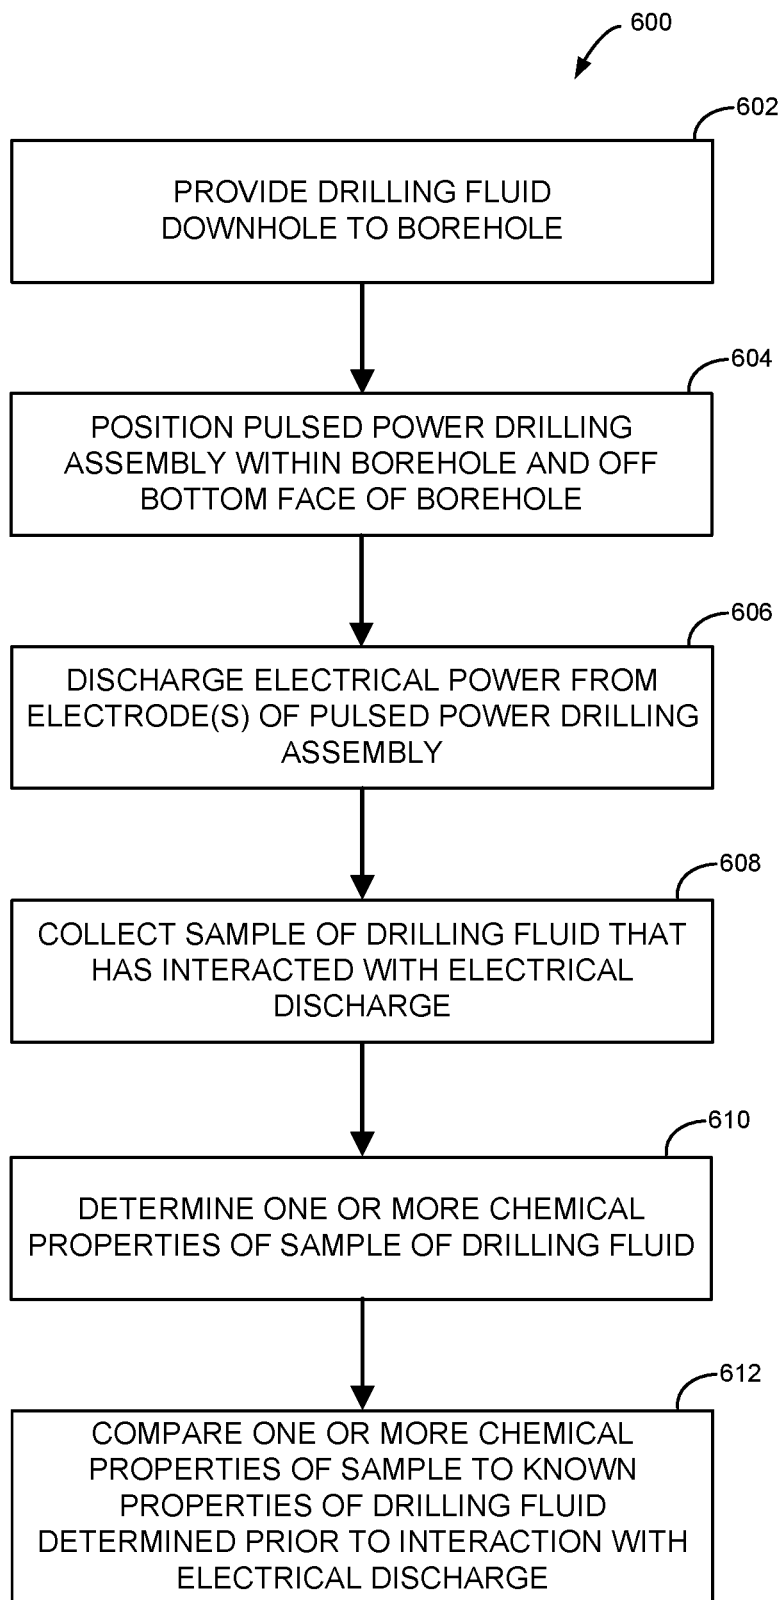 600
602
PROVIDE DRILLING FLUID
DOWNHOLE TO BOREHOLE
604
POSITION PULSED POWER DRILLING
ASSEMBLY WITHIN BOREHOLE AND OFF
BOTTOM FACE OF BOREHOLE
606
DISCHARGE ELECTRICAL POWER FROM
ELECTRODE(S) OF PULSED POWER DRILLING
ASSEMBLY
608
COLLECT SAMPLE OF DRILLING FLUID THAT
HAS INTERACTED WITH ELECTRICAL
DISCHARGE
610
DETERMINE ONE OR MORE CHEMICAL
PROPERTIES OF SAMPLE OF DRILLING FLUID
612
COMPARE ONE OR MORE CHEMICAL
PROPERTIES OF SAMPLE TO KNOWN
PROPERTIES OF DRILLING FLUID
DETERMINED PRIOR TO INTERACTION WITH
ELECTRICAL DISCHARGE